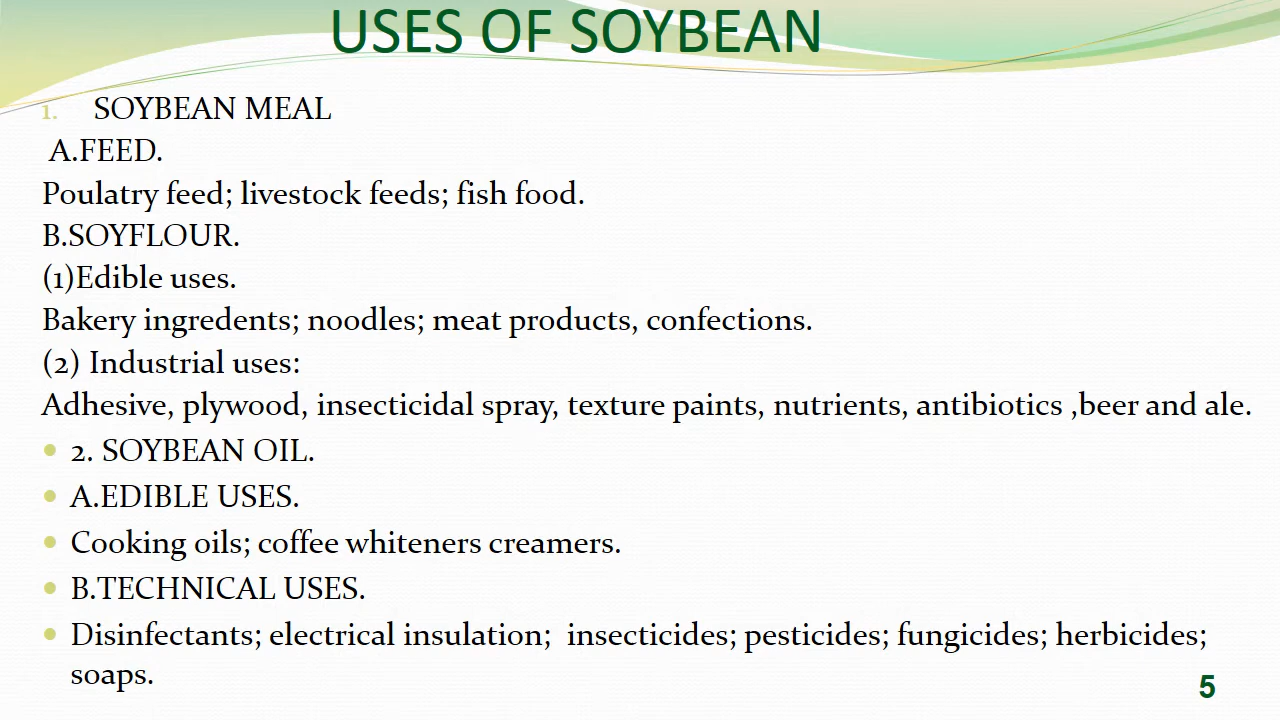 USES OF SOYBEAN
1. SOYBEAN MEAL
A.FEED.
Poulatry feed; livestock feeds; fish food.
B.SOYFLOUR.
(1)Edible uses.
Bakery ingredents; noodles; meat products, confections.
(2) Industrial uses:
Adhesive, plywood, insecticidal spray, texture paints, nutrients, antibiotics ,beer and ale.
• 2. SOYBEAN OIL.
• A.EDIBLE USES.
• Cooking oils; coffee whiteners creamers.
• B.TECHNICAL USES.
• Disinfectants; electrical insulation;  insecticides; pesticides; fungicides; herbicides;
soaps.
5